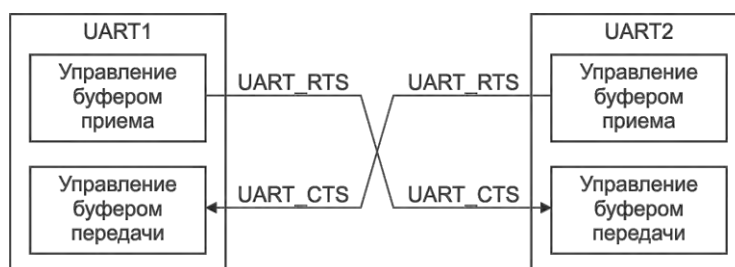 UART1
UART2
Управление
буфером
приема
UART_RTS
UART_RTS
Управление
буфером
приема
Управление
буфером
передачи
UART_CTS
UART_CTS
Управление
буфером
передачи